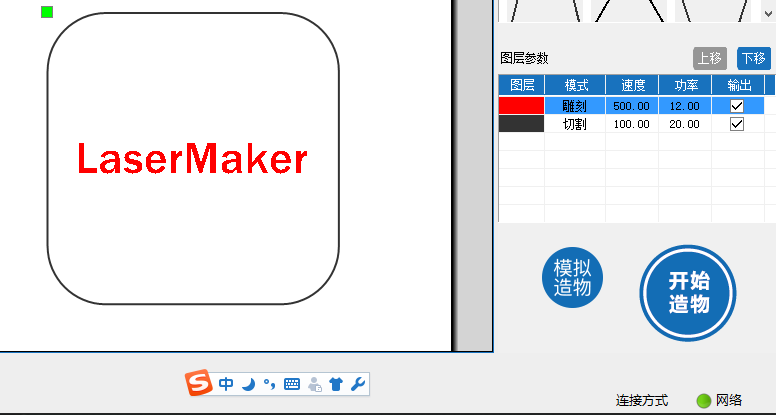 图层参数
上移 下移
图层 模式 速度 功率 输出
雕刻 500.00 12.00
切割 100.00 20.00
LaserMaker
模拟
造物
开始
造物
S 中
连接方式 网络